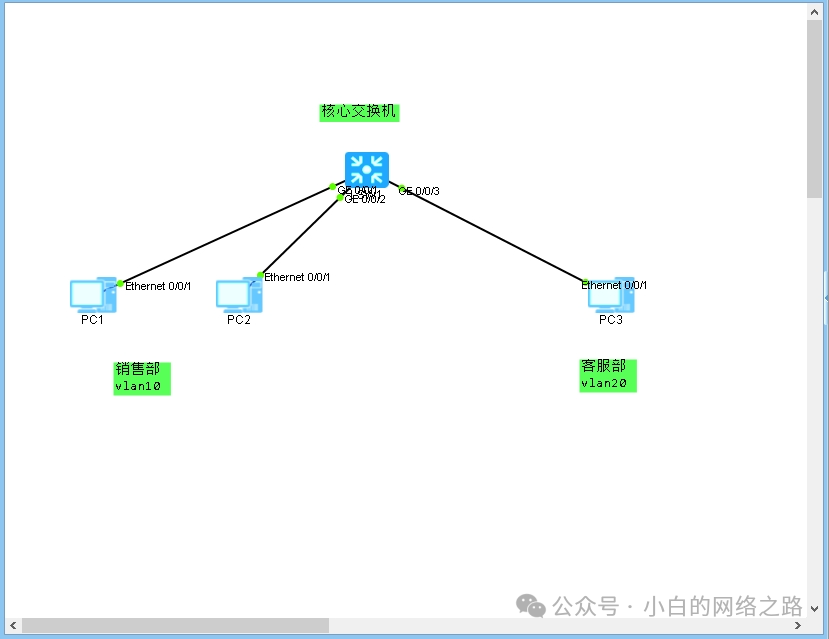 核心交换机
GE 0/0/1
GE 0/0/2
GE 0/0/3
Ethernet 0/0/1
Ethernet 0/0/1
Ethernet 0/0/1
PC1
PC2
PC3
销售部
vlan10
客服部
vlan20
公众号 · 小白的网络之路